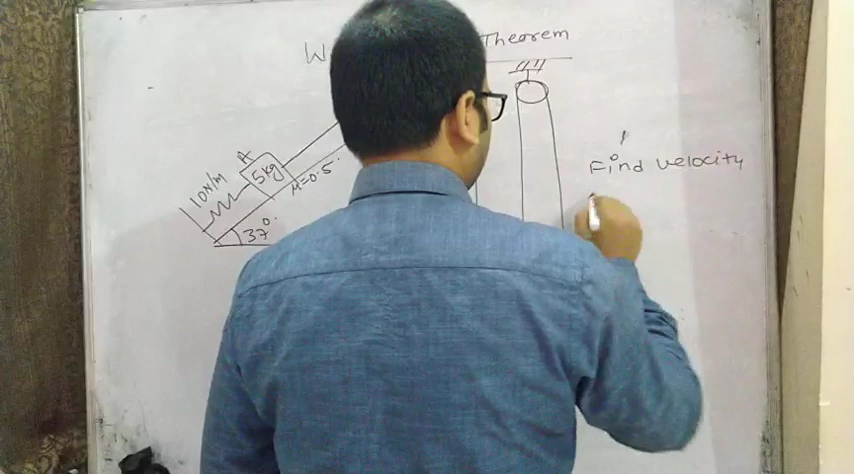 Theorem
Find velocity
10N/m
A
5kg
μ=0.5
37°